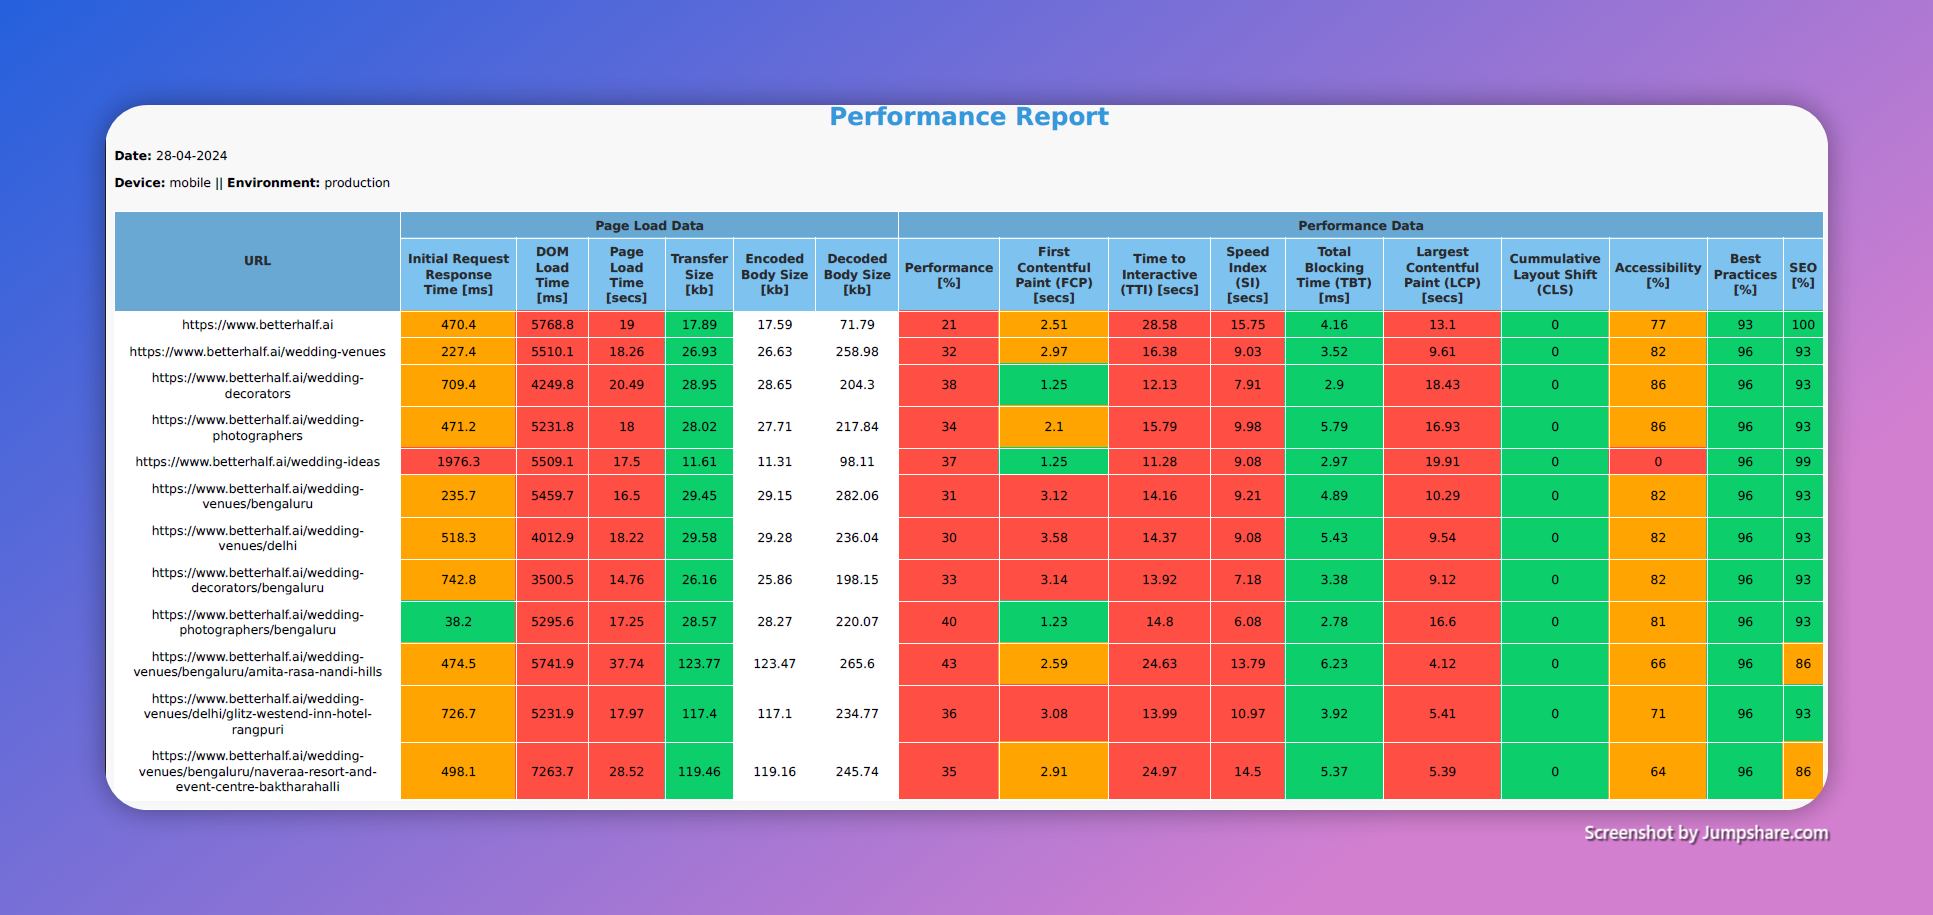 Performance Report
Date: 28-04-2024
Device: mobile || Environment: production
URL
Page Load Data
Performance Data
Initial Request
Response
Time [ms]
DOM
Load
Time
[ms]
Page
Load
Time
[secs]
Transfer
Size
[kb]
Encoded
Body Size
[kb]
Decoded
Body Size
[kb]
Performance
[%]
First
Contentful
Paint (FCP)
[secs]
Time to
Interactive
(TTI) [secs]
Speed
Index
(SI)
[secs]
Total
Blocking
Time (TBT)
[ms]
Largest
Contentful
Paint (LCP)
[secs]
Cummulative
Layout Shift
(CLS)
Accessibility
[%]
Best
Practices
[%]
SEO
[%]
https://www.betterhalf.ai 470.4 5768.8 19 17.89 17.59 71.79 21 2.51 28.58 15.75 4.16 13.1 0 77 93 100
https://www.betterhalf.ai/wedding-venues 227.4 5510.1 18.26 26.93 26.63 258.98 32 2.97 16.38 9.03 3.52 9.61 0 82 96 93
https://www.betterhalf.ai/wedding-
decorators
709.4 4249.8 20.49 28.95 28.65 204.3 38 1.25 12.13 7.91 2.9 18.43 0 86 96 93
https://www.betterhalf.ai/wedding-
photographers
471.2 5231.8 18 28.02 27.71 217.84 34 2.1 15.79 9.98 5.79 16.93 0 86 96 93
https://www.betterhalf.ai/wedding-ideas 1976.3 5509.1 17.5 11.61 11.31 98.11 37 1.25 11.28 9.08 2.97 19.91 0 0 96 99
https://www.betterhalf.ai/wedding-
venues/bengaluru
235.7 5459.7 16.5 29.45 29.15 282.06 31 3.12 14.16 9.21 4.89 10.29 0 82 96 93
https://www.betterhalf.ai/wedding-
venues/delhi
518.3 4012.9 18.22 29.58 29.28 236.04 30 3.58 14.37 9.08 5.43 9.54 0 82 96 93
https://www.betterhalf.ai/wedding-
decorators/bengaluru
742.8 3500.5 14.76 26.16 25.86 198.15 33 3.14 13.92 7.18 3.38 9.12 0 82 96 93
https://www.betterhalf.ai/wedding-
photographers/bengaluru
38.2 5295.6 17.25 28.57 28.27 220.07 40 1.23 14.8 6.08 2.78 16.6 0 81 96 93
https://www.betterhalf.ai/wedding-
venues/bengaluru/amita-rasa-nandi-hills
474.5 5741.9 37.74 123.77 123.47 265.6 43 2.59 24.63 13.79 6.23 4.12 0 66 96 86
https://www.betterhalf.ai/wedding-
venues/delhi/glitz-westend-inn-hotel-
rangpuri
726.7 5231.9 17.97 117.4 117.1 234.77 36 3.08 13.99 10.97 3.92 5.41 0 71 96 93
https://www.betterhalf.ai/wedding-
venues/bengaluru/naveraa-resort-and-
event-centre-baktharahalli
498.1 7263.7 28.52 119.46 119.16 245.74 35 2.91 24.97 14.5 5.37 5.39 0 64 96 86
Screenshot by Jumpshare.com